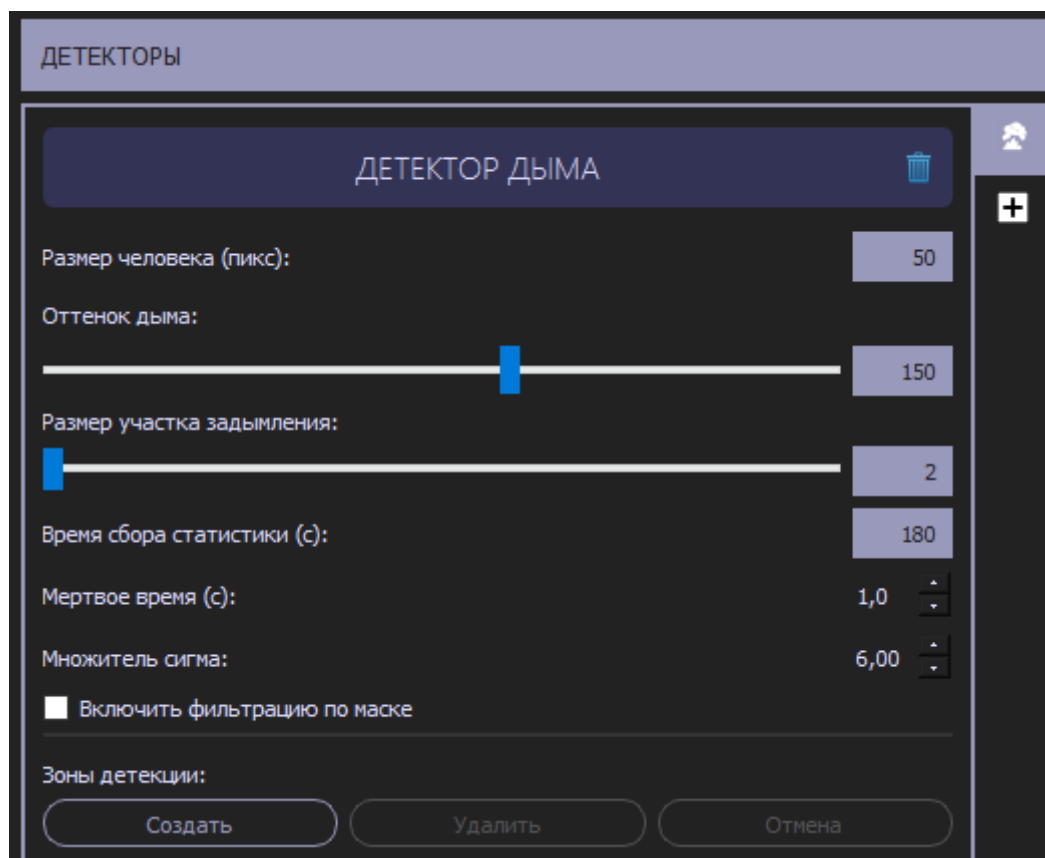 ДЕТЕКТОРЫ
ДЕТЕКТОР ДЫМА
Размер человека (пикс): 50
Оттенок дыма:
150
Размер участка задымления:
2
Время сбора статистики (с): 180
Мертвое время (с): 1,0
Множитель сигма: 6,00
Включить фильтрацию по маске
Зоны детекции:
Создать Удалить Отмена